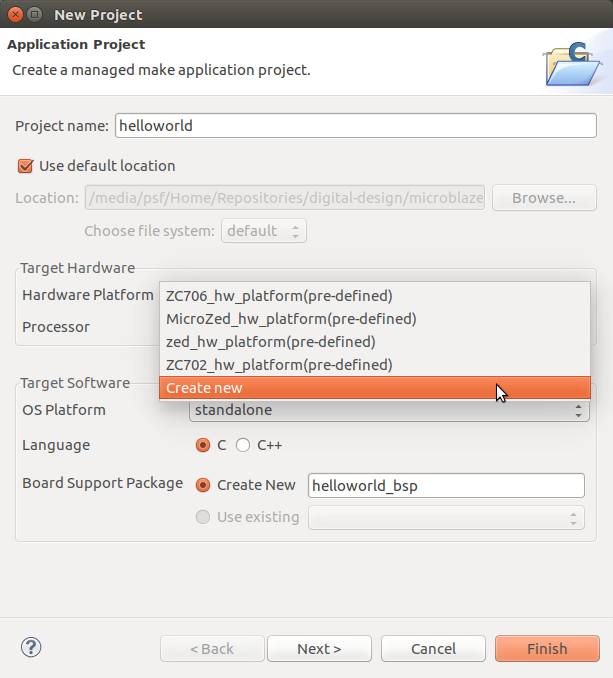 New Project
Application Project
Create a managed make application project.
Project name: helloworld
Use default location
Location: /media/psf/Home/Repositories/digital-design/microblaze Browse...
Choose file system: default
Target Hardware
Hardware Platform
ZC706_hw_platform(pre-defined)
MicroZed_hw_platform(pre-defined)
Processor
zed_hw_platform(pre-defined)
ZC702_hw_platform(pre-defined)
Create new
Target Software
OS Platform standalone
Language C C++
Board Support Package Create New helloworld_bsp
Use existing
? < Back Next > Cancel Finish